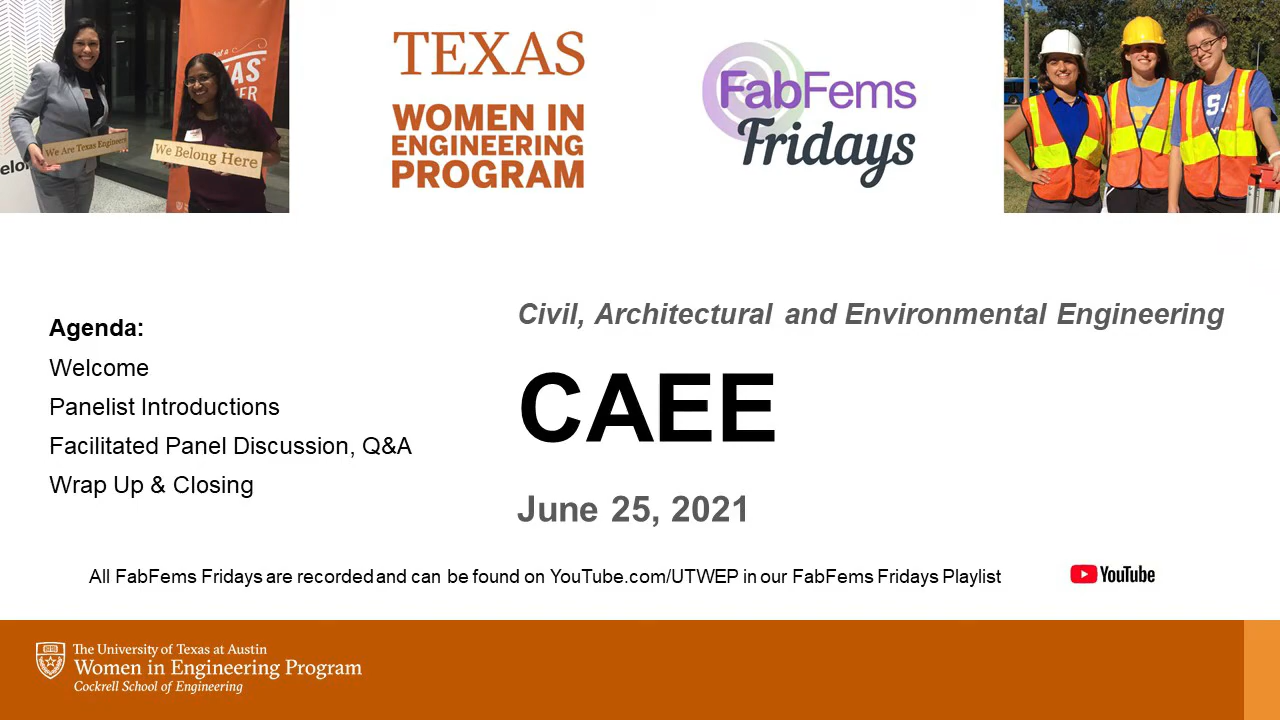 We Are Texas Engineers
We Belong Here
TEXAS
WOMEN IN
ENGINEERING
PROGRAM
FabFems
Fridays
Agenda:
Welcome
Panelist Introductions
Facilitated Panel Discussion, Q&A
Wrap Up & Closing
Civil, Architectural and Environmental Engineering
CAEE
June 25, 2021
All FabFems Fridays are recorded and can be found on YouTube.com/UTWEP in our FabFems Fridays Playlist
YouTube
The University of Texas at Austin
Women in Engineering Program
Cockrell School of Engineering